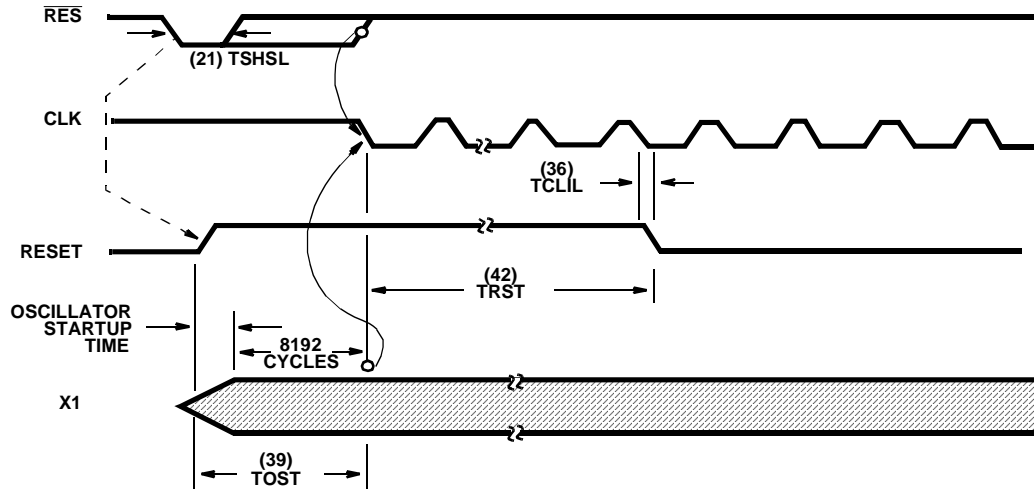 RES
(21) TSHSL
CLK
(36)
TCLIL
RESET
(42)
TRST
OSCILLATOR
STARTUP
TIME
8192
CYCLES
X1
(39)
TOST